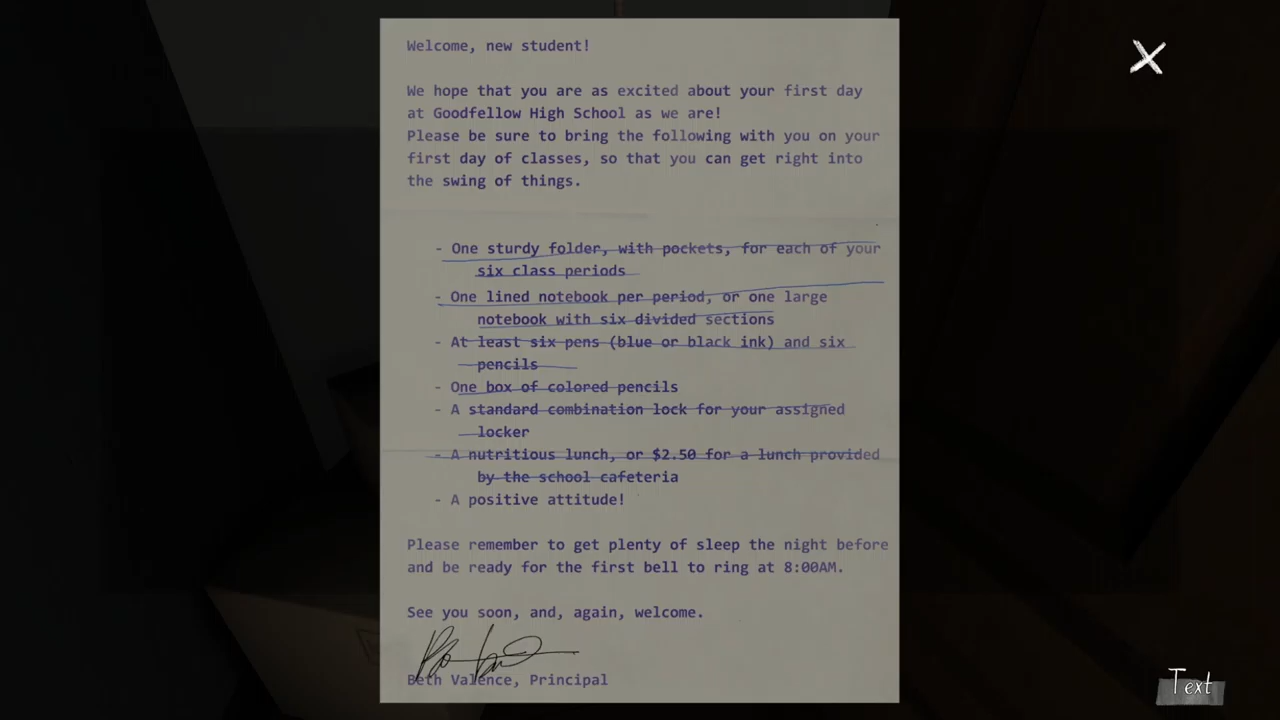 Welcome, new student!
We hope that you are as excited about your first day
at Goodfellow High School as we are!
Please be sure to bring the following with you on your
first day of classes, so that you can get right into
the swing of things.
- One sturdy folder, with pockets, for each of your
six class periods
- One lined notebook per period, or one large
notebook with six divided sections
- At least six pens (blue or black ink) and six
pencils
- One box of colored pencils
- A standard combination lock for your assigned
locker
- A nutritious lunch, or $2.50 for a lunch provided
by the school cafeteria
- A positive attitude!
Please remember to get plenty of sleep the night before
and be ready for the first bell to ring at 8:00AM.
See you soon, and, again, welcome.
Beth Valence, Principal
Text